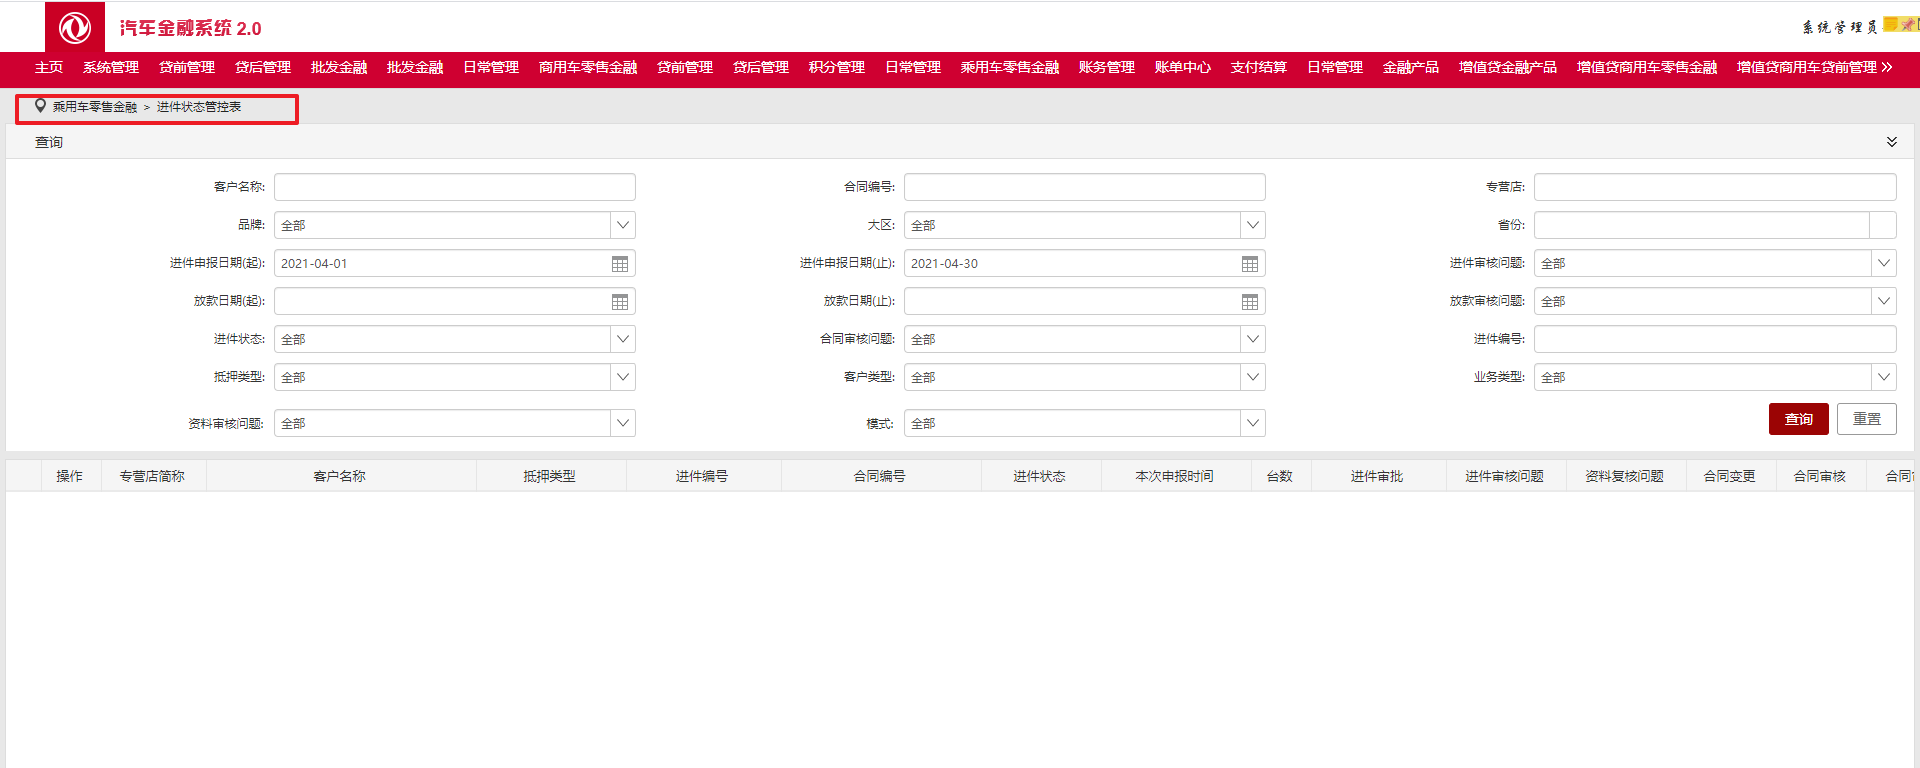 汽车金融系统 2.0
系统管理员
主页 系统管理 贷前管理 贷后管理 批发金融 批发金融 日常管理 商用车零售金融 贷前管理 贷后管理 积分管理 日常管理 乘用车零售金融 账务管理 账单中心 支付结算 日常管理 金融产品 增值贷金融产品 增值贷商用车零售金融 增值贷商用车贷前管理 »
乘用车零售金融 > 进件状态管控表
查询
客户名称: 合同编号: 专营店:
品牌: 全部 大区: 全部 省份:
进件申报日期(起): 2021-04-01 进件申报日期(止): 2021-04-30 进件审核问题: 全部
放款日期(起): 放款日期(止): 放款审核问题: 全部
进件状态: 全部 合同审核问题: 全部 进件编号:
抵押类型: 全部 客户类型: 全部 业务类型: 全部
资料审核问题: 全部 模式: 全部 查询 重置
操作 专营店简称 客户名称 抵押类型 进件编号 合同编号 进件状态 本次申报时间 台数 进件审批 进件审核问题 资料复核问题 合同变更 合同审核 合同